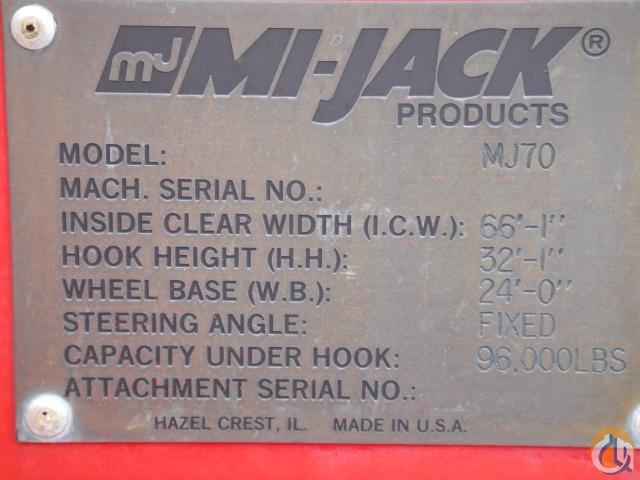 mJ MI-JACK®
PRODUCTS
MODEL: MJ70
MACH. SERIAL NO.:
INSIDE CLEAR WIDTH (I.C.W.): 66'-1"
HOOK HEIGHT (H.H.): 32'-1"
WHEEL BASE (W.B.): 24'-0"
STEERING ANGLE: FIXED
CAPACITY UNDER HOOK: 96,000LBS
ATTACHMENT SERIAL NO.:
HAZEL CREST, IL. MADE IN U.S.A.